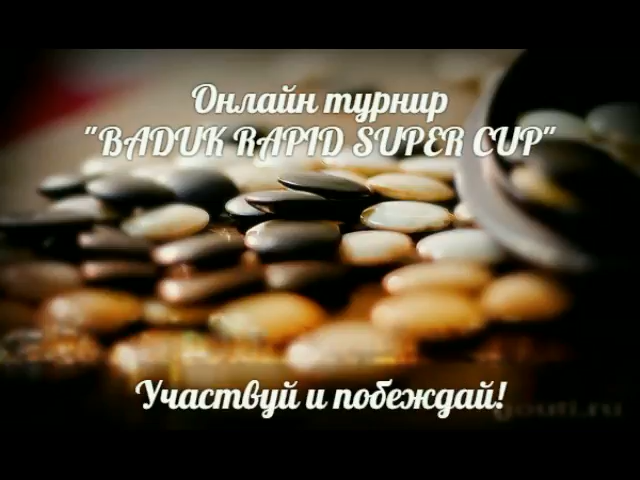 Онлайн турнир
"BADUK RAPID SUPER CUP"
Участвуй и побеждай!